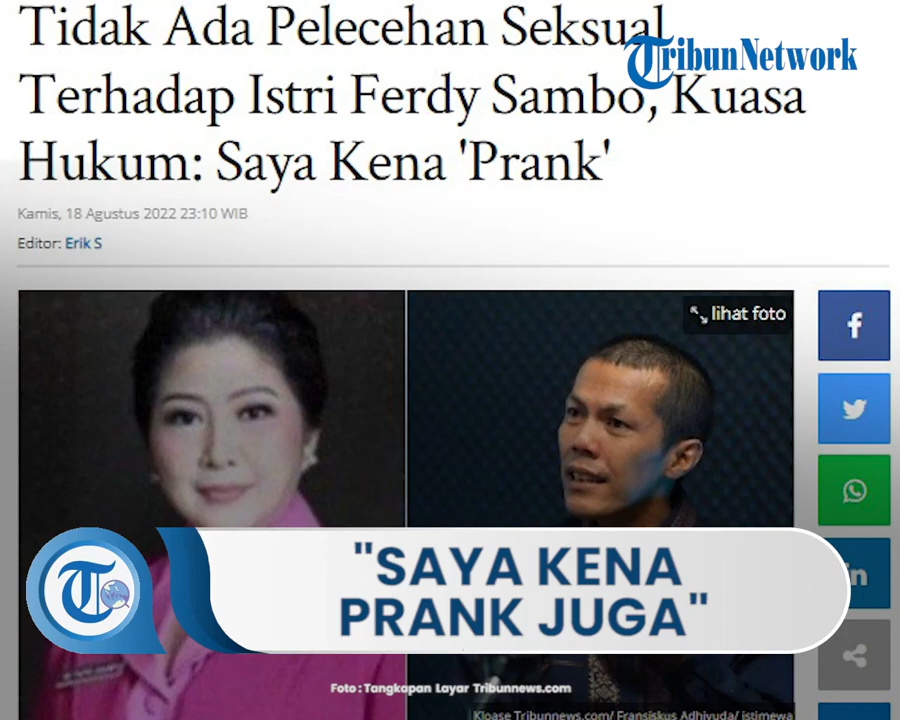 Tidak Ada Pelecehan Seksual
TribunNetwork
Terhadap Istri Ferdy Sambo, Kuasa
Hukum: Saya Kena 'Prank'
Kamis, 18 Agustus 2022 23:10 WIB
Editor: Erik S
lihat foto
f
in
T
"SAYA KENA
PRANK JUGA"
Foto : Tangkapan Layar Tribunnews.com
Kloase Tribunnews.com/ Fransiskus Adhiyuda/ istimewa